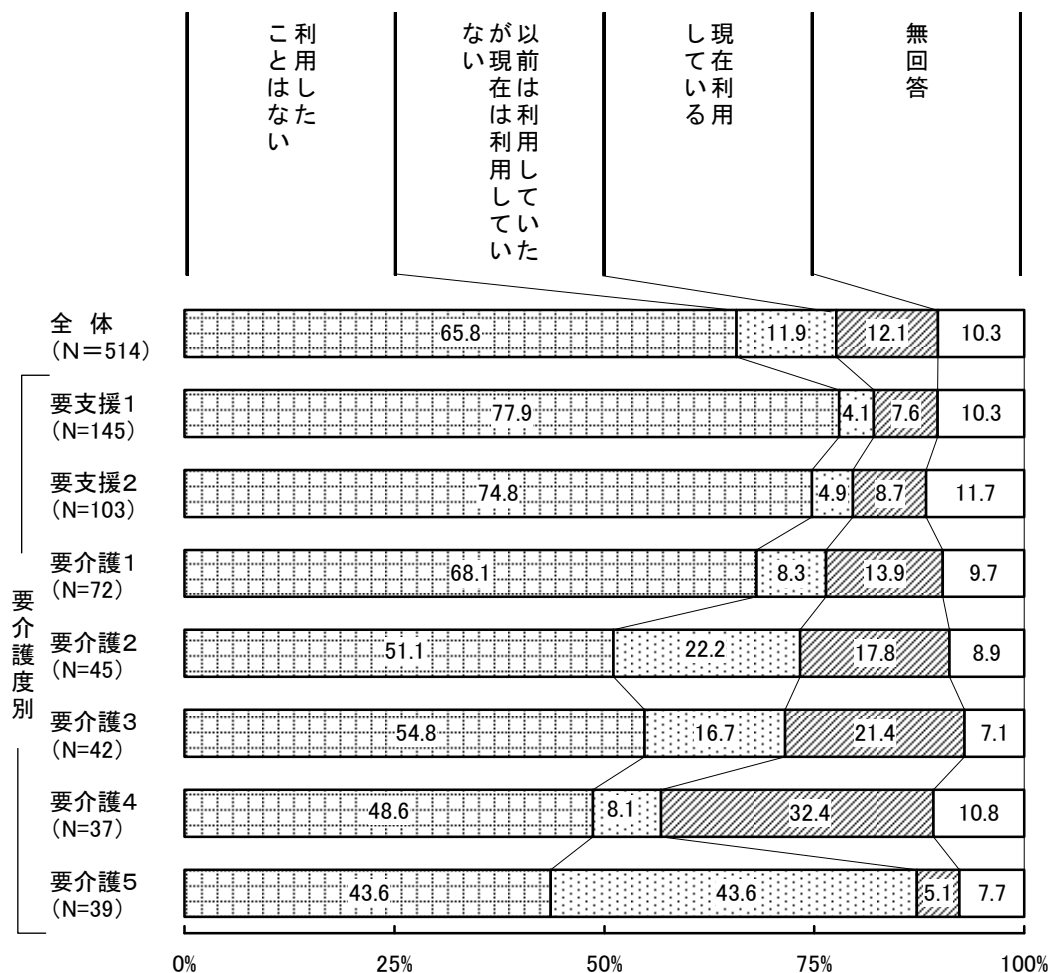 利用した
ことはない
以前は利用していた
が現在は利用してい
ない
現在利用
している
無回答
全 体
(N＝514)
65.8 11.9 12.1 10.3
要支援1
(N=145)
77.9 4.1 7.6 10.3
要支援2
(N=103)
74.8 4.9 8.7 11.7
要介護1
(N=72)
68.1 8.3 13.9 9.7
要介護2
(N=45)
51.1 22.2 17.8 8.9
要介護3
(N=42)
54.8 16.7 21.4 7.1
要介護4
(N=37)
48.6 8.1 32.4 10.8
要介護5
(N=39)
43.6 43.6 5.1 7.7
要介護度別
0% 25% 50% 75% 100%